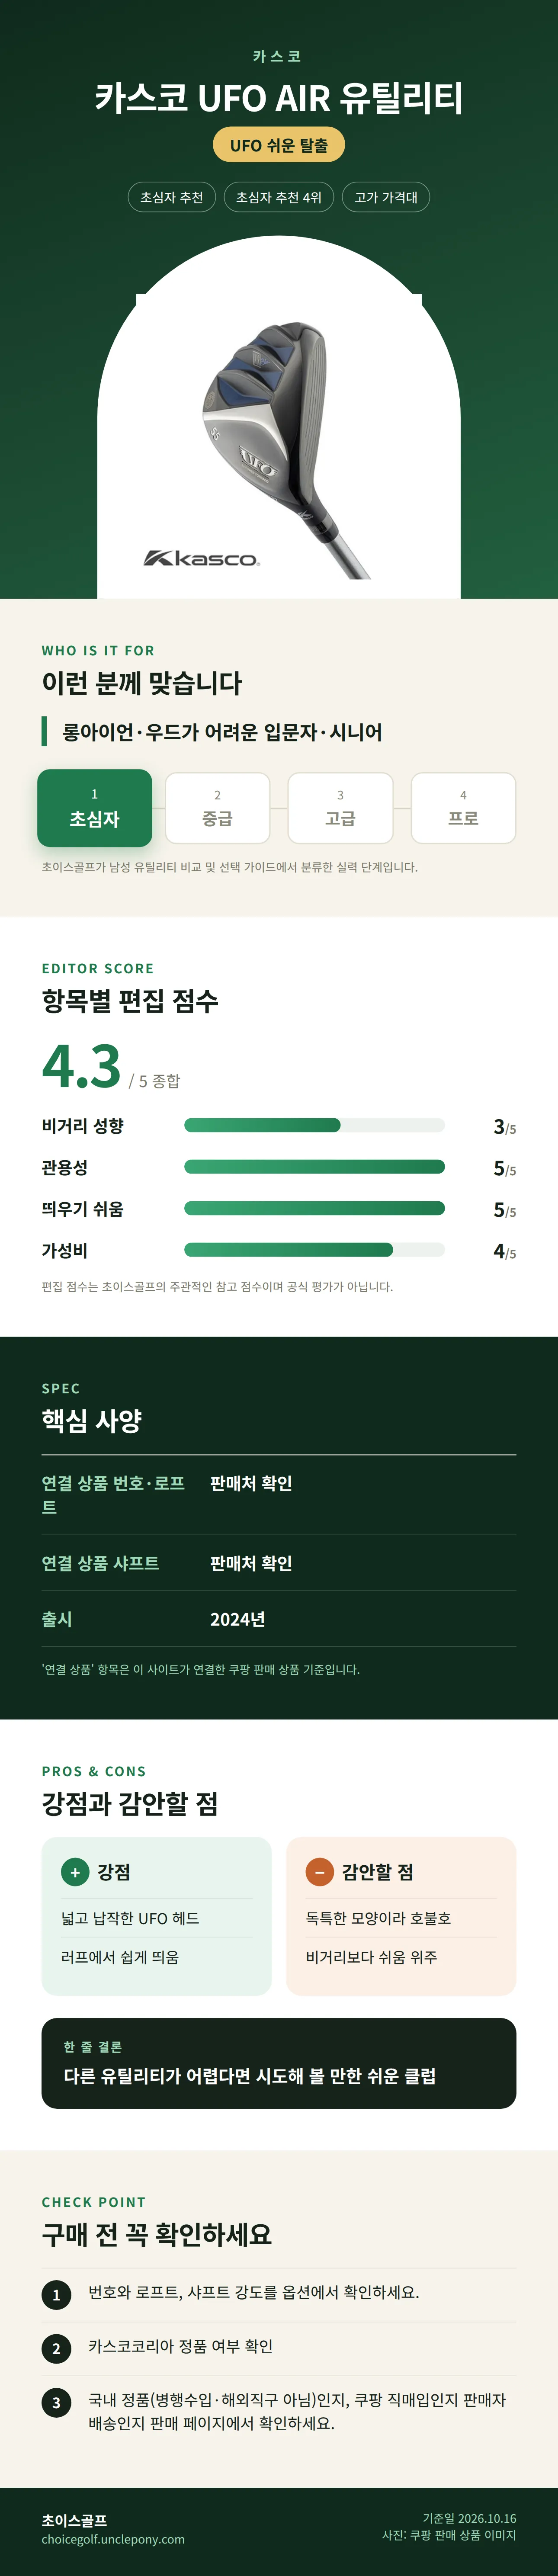 카스코
카스코 UFO AIR 유틸리티
UFO 쉬운 탈출
초심자 추천
초심자 추천 4위
고가 가격대
55
UFO
kasco
WHO IS IT FOR
이런 분께 맞습니다
롱아이언·우드가 어려운 입문자·시니어
1
초심자
2
중급
3
고급
4
프로
초이스골프가 남성 유틸리티 비교 및 선택 가이드에서 분류한 실력 단계입니다.
EDITOR SCORE
항목별 편집 점수
4.3 / 5 종합
비거리 성향 3/5
관용성 5/5
띄우기 쉬움 5/5
가성비 4/5
편집 점수는 초이스골프의 주관적인 참고 점수이며 공식 평가가 아닙니다.
SPEC
핵심 사양
연결 상품 번호·로프
트
판매처 확인
연결 상품 샤프트 판매처 확인
출시 2024년
'연결 상품' 항목은 이 사이트가 연결한 쿠팡 판매 상품 기준입니다.
PROS & CONS
강점과 감안할 점
+ 강점
넓고 납작한 UFO 헤드
러프에서 쉽게 띄움
− 감안할 점
독특한 모양이라 호불호
비거리보다 쉬움 위주
한 줄 결론
다른 유틸리티가 어렵다면 시도해 볼 만한 쉬운 클럽
CHECK POINT
구매 전 꼭 확인하세요
1 번호와 로프트, 샤프트 강도를 옵션에서 확인하세요.
2 카스코코리아 정품 여부 확인
3 국내 정품(병행수입·해외직구 아님)인지, 쿠팡 직매입인지 판매자
배송인지 판매 페이지에서 확인하세요.
초이스골프
choicegolf.unclepony.com
기준일 2026.10.16
사진: 쿠팡 판매 상품 이미지